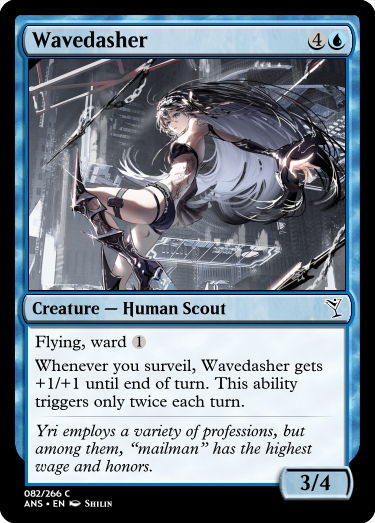 Wavedasher 4
Creature — Human Scout
Flying, ward 1
Whenever you surveil, Wavedasher gets
+1/+1 until end of turn. This ability
triggers only twice each turn.
Yri employs a variety of professions, but
among them, “mailman” has the highest
wage and honors.
3/4
082/266 C
ANS • EN Shilin